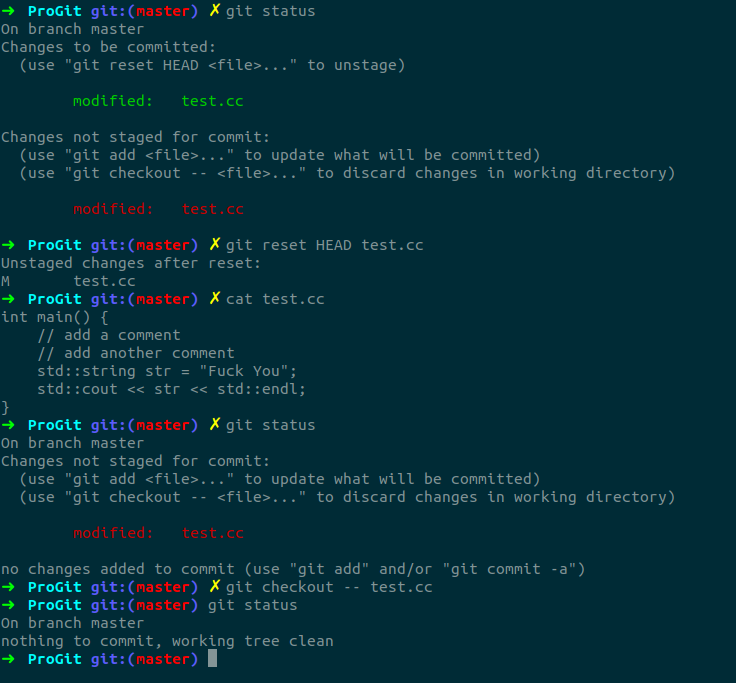 ➜ ProGit git:(master) ✗ git status
On branch master
Changes to be committed:
  (use "git reset HEAD <file>..." to unstage)

        modified:   test.cc

Changes not staged for commit:
  (use "git add <file>..." to update what will be committed)
  (use "git checkout -- <file>..." to discard changes in working directory)

        modified:   test.cc

➜ ProGit git:(master) ✗ git reset HEAD test.cc
Unstaged changes after reset:
M       test.cc
➜ ProGit git:(master) ✗ cat test.cc
int main() {
    // add a comment
    // add another comment
    std::string str = "Fuck You";
    std::cout << str << std::endl;
}
➜ ProGit git:(master) ✗ git status
On branch master
Changes not staged for commit:
  (use "git add <file>..." to update what will be committed)
  (use "git checkout -- <file>..." to discard changes in working directory)

        modified:   test.cc

no changes added to commit (use "git add" and/or "git commit -a")
➜ ProGit git:(master) ✗ git checkout -- test.cc
➜ ProGit git:(master) git status
On branch master
nothing to commit, working tree clean
➜ ProGit git:(master)